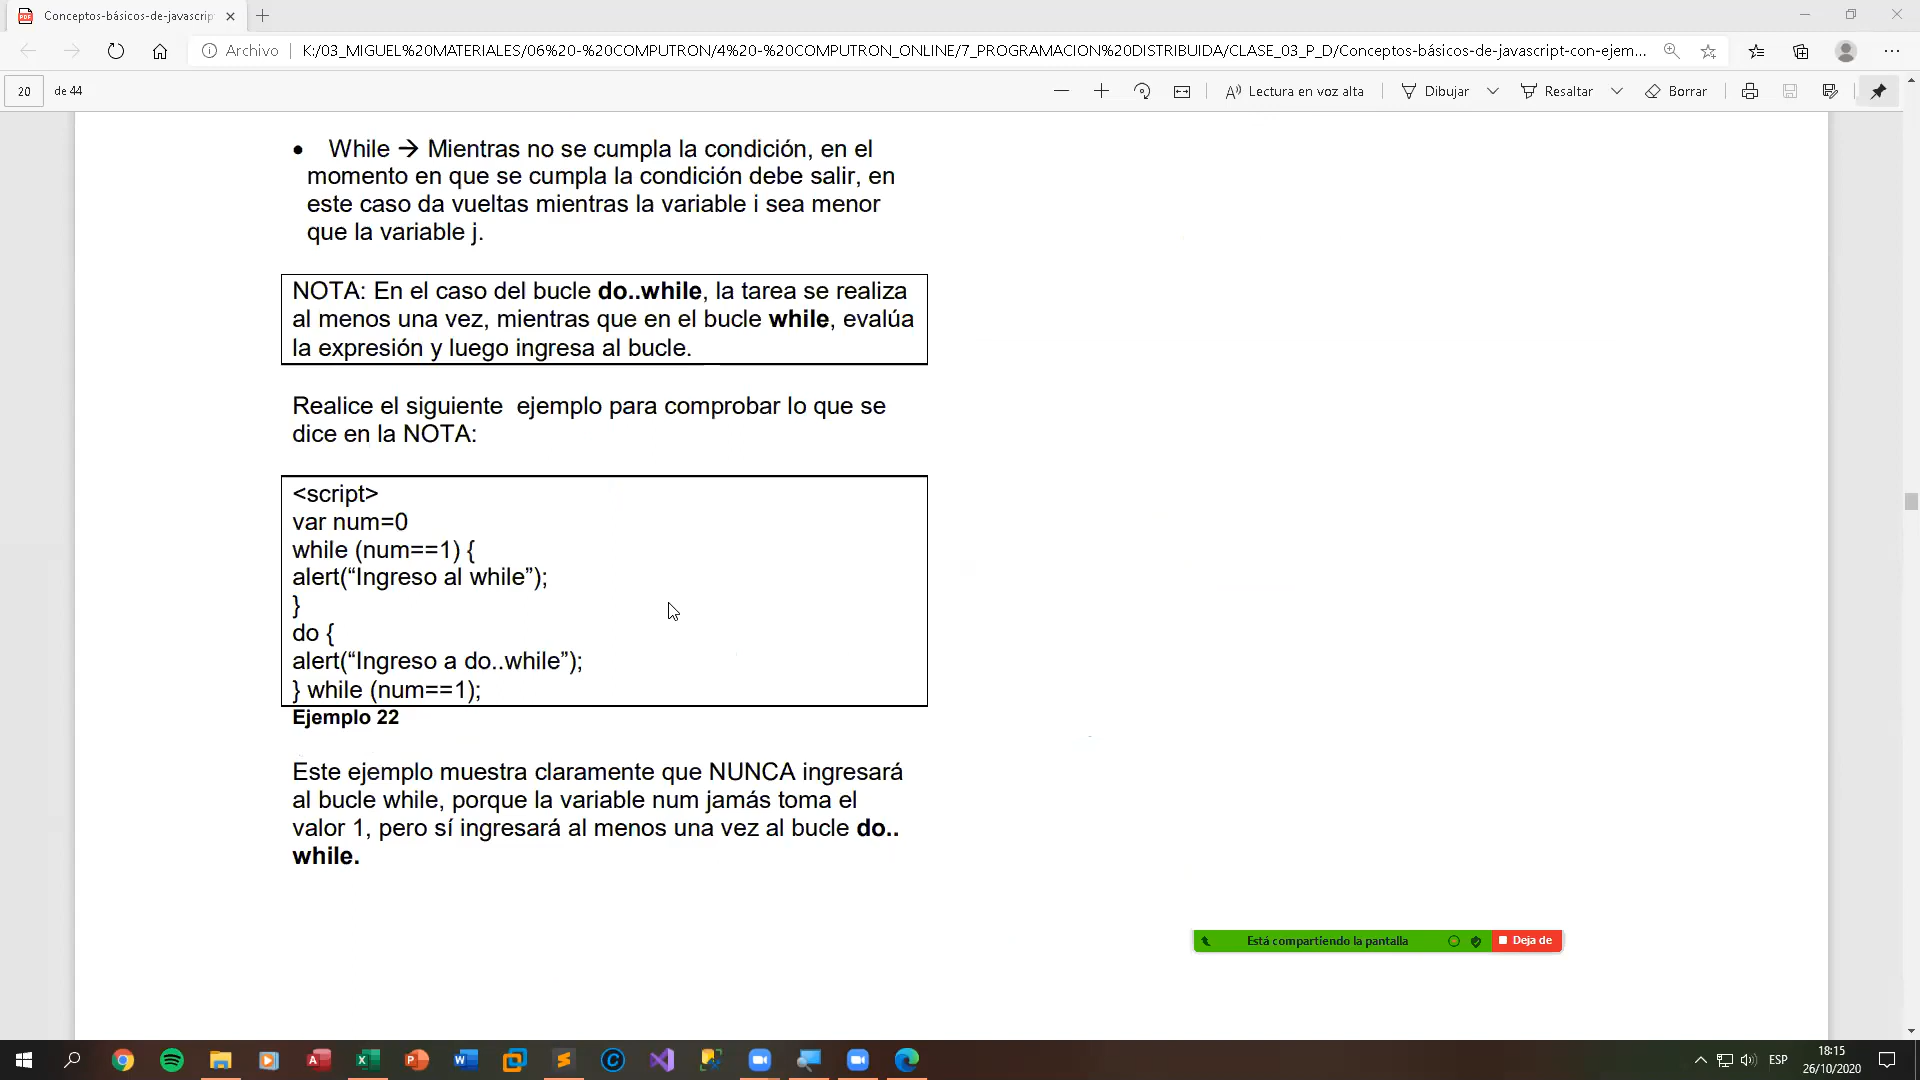 Conceptos-básicos-de-javascrip
Archivo
K:/03_MIGUEL%20MATERIALES/06%20-%20COMPUTRON/4%20-%20COMPUTRON_ONLINE/7_PROGRAMACION%20DISTRIBUIDA/CLASE_03_P_D/Conceptos-básicos-de-javascript-con-ejem...
20 de 44
Lectura en voz alta
Dibujar
Resaltar
Borrar
• While → Mientras no se cumpla la condición, en el
momento en que se cumpla la condición debe salir, en
este caso da vueltas mientras la variable i sea menor
que la variable j.
NOTA: En el caso del bucle do..while, la tarea se realiza
al menos una vez, mientras que en el bucle while, evalúa
la expresión y luego ingresa al bucle.
Realice el siguiente ejemplo para comprobar lo que se
dice en la NOTA:
<script>
var num=0
while (num==1) {
alert(“Ingreso al while”);
}
do {
alert(“Ingreso a do..while”);
} while (num==1);
Ejemplo 22
Este ejemplo muestra claramente que NUNCA ingresará
al bucle while, porque la variable num jamás toma el
valor 1, pero sí ingresará al menos una vez al bucle do..
while.
Está compartiendo la pantalla
Deja de
ESP
18:15
26/10/2020